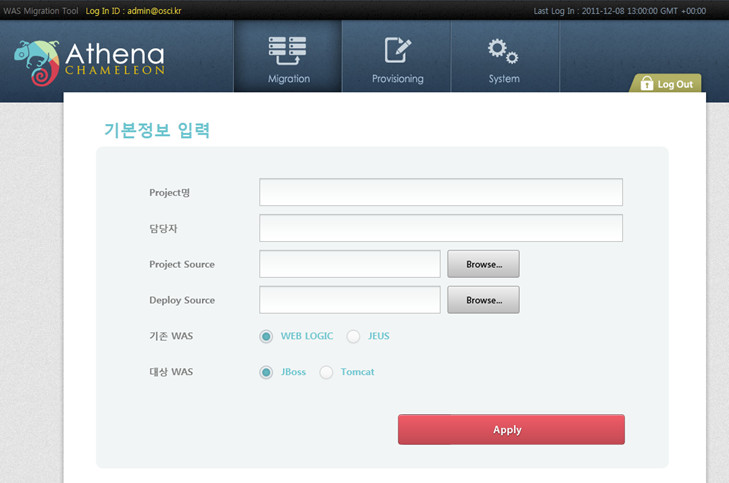 WAS Migration Tool Log In ID : admin@osci.kr Last Log In : 2011-12-08 13:00:00 GMT +00:00
Athena
CHAMELEON
Migration Provisioning System
Log Out
기본정보 입력
Project명
담당자
Project Source Browse...
Deploy Source Browse...
기존 WAS WEB LOGIC JEUS
대상 WAS JBoss Tomcat
Apply